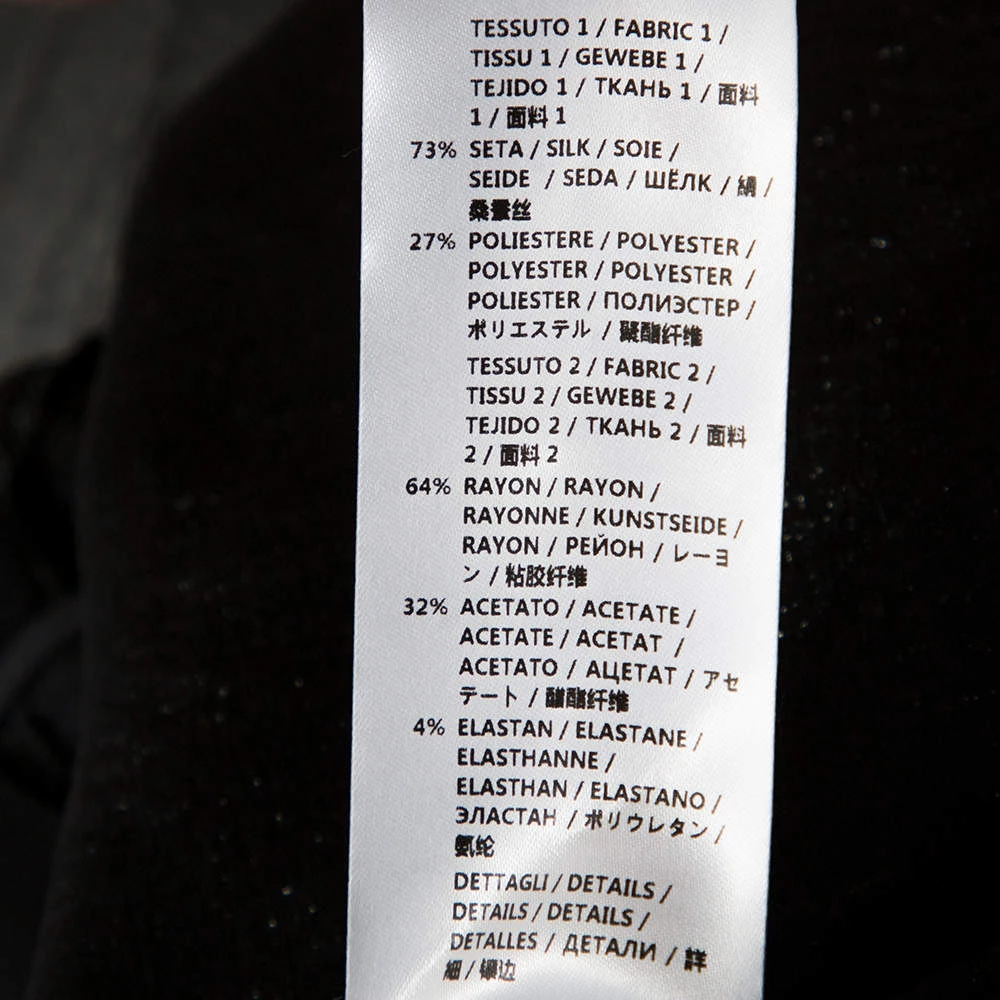 TESSUTO 1 / FABRIC 1 /
TISSU 1 / GEWEBE 1 /
TEJIDO 1 / ТКАНЬ 1 / 面料
1 / 面料 1
73% SETA / SILK / SOIE /
SEIDE / SEDA / ШЁЛК / 絹 /
桑蚕丝
27% POLIESTERE / POLYESTER /
POLYESTER / POLYESTER /
POLIESTER / ПОЛИЭСТЕР /
ポリエステル / 聚酯纤维
TESSUTO 2 / FABRIC 2 /
TISSU 2 / GEWEBE 2 /
TEJIDO 2 / ТКАНЬ 2 / 面料
2 / 面料 2
64% RAYON / RAYON /
RAYONNE / KUNSTSEIDE /
RAYON / РЕЙОН / レーヨ
ン / 粘胶纤维
32% ACETATO / ACETATE /
ACETATE / ACETAT /
ACETATO / АЦЕТАТ / アセ
テート / 醋酯纤维
4% ELASTAN / ELASTANE /
ELASTHANNE /
ELASTHAN / ELASTANO /
ЭЛАСТАН / ポリウレタン /
氨纶
DETTAGLI / DETAILS /
DETAILS / DETAILS /
DETALLES / ДЕТАЛИ / 詳
細 / 镶边